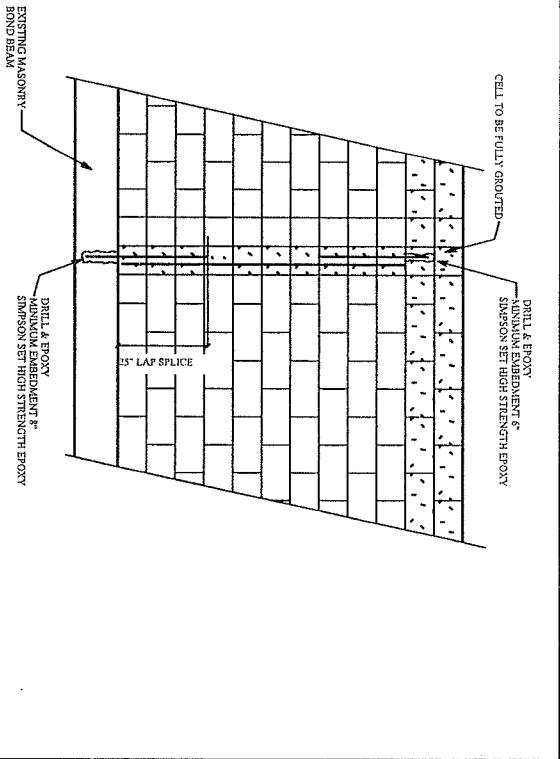 CELL TO BE FULLY GROUTED
DRILL & EPOXY
MINIMUM EMBEDMENT 6"
SIMPSON SET HIGH STRENGTH EPOXY
25" LAP SPLICE
EXISTING MASONRY
BOND BEAM
DRILL & EPOXY
MINIMUM EMBEDMENT 8"
SIMPSON SET HIGH STRENGTH EPOXY